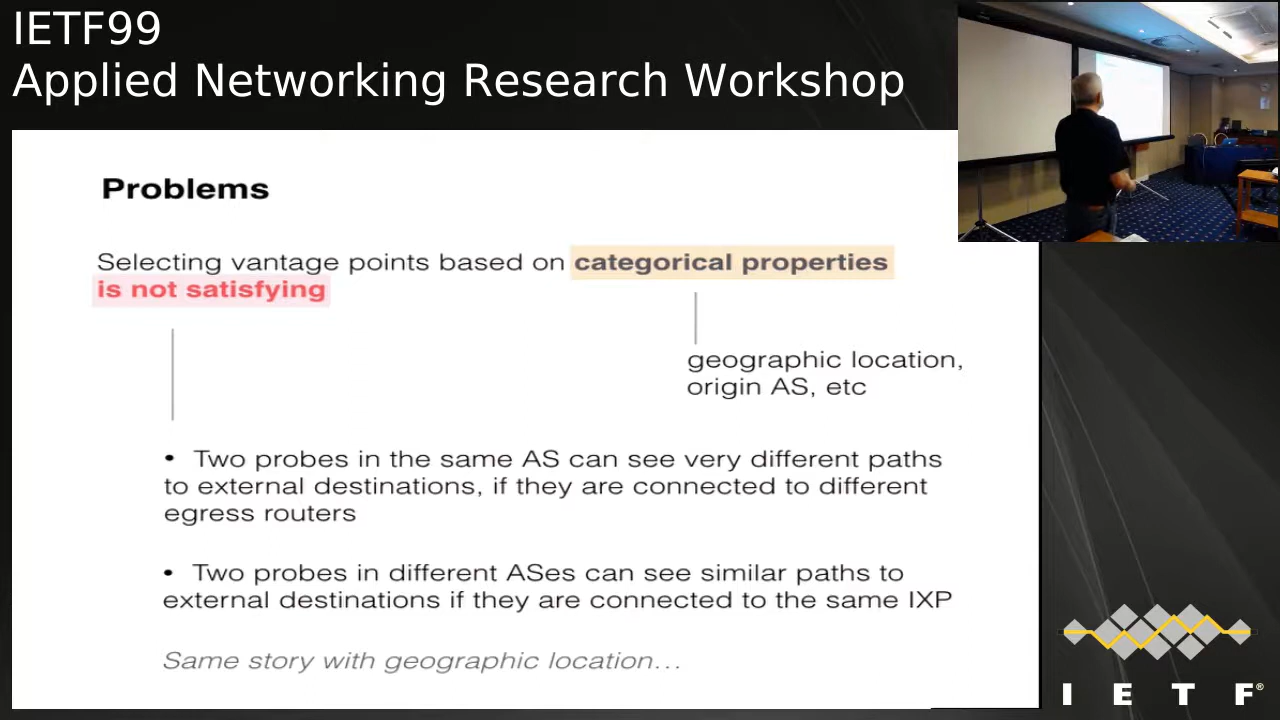 IETF99
Applied Networking Research Workshop
Problems
Selecting vantage points based on categorical properties
is not satisfying
geographic location,
origin AS, etc
• Two probes in the same AS can see very different paths
to external destinations, if they are connected to different
egress routers
• Two probes in different ASes can see similar paths to
external destinations if they are connected to the same IXP
Same story with geographic location...
I E T F®